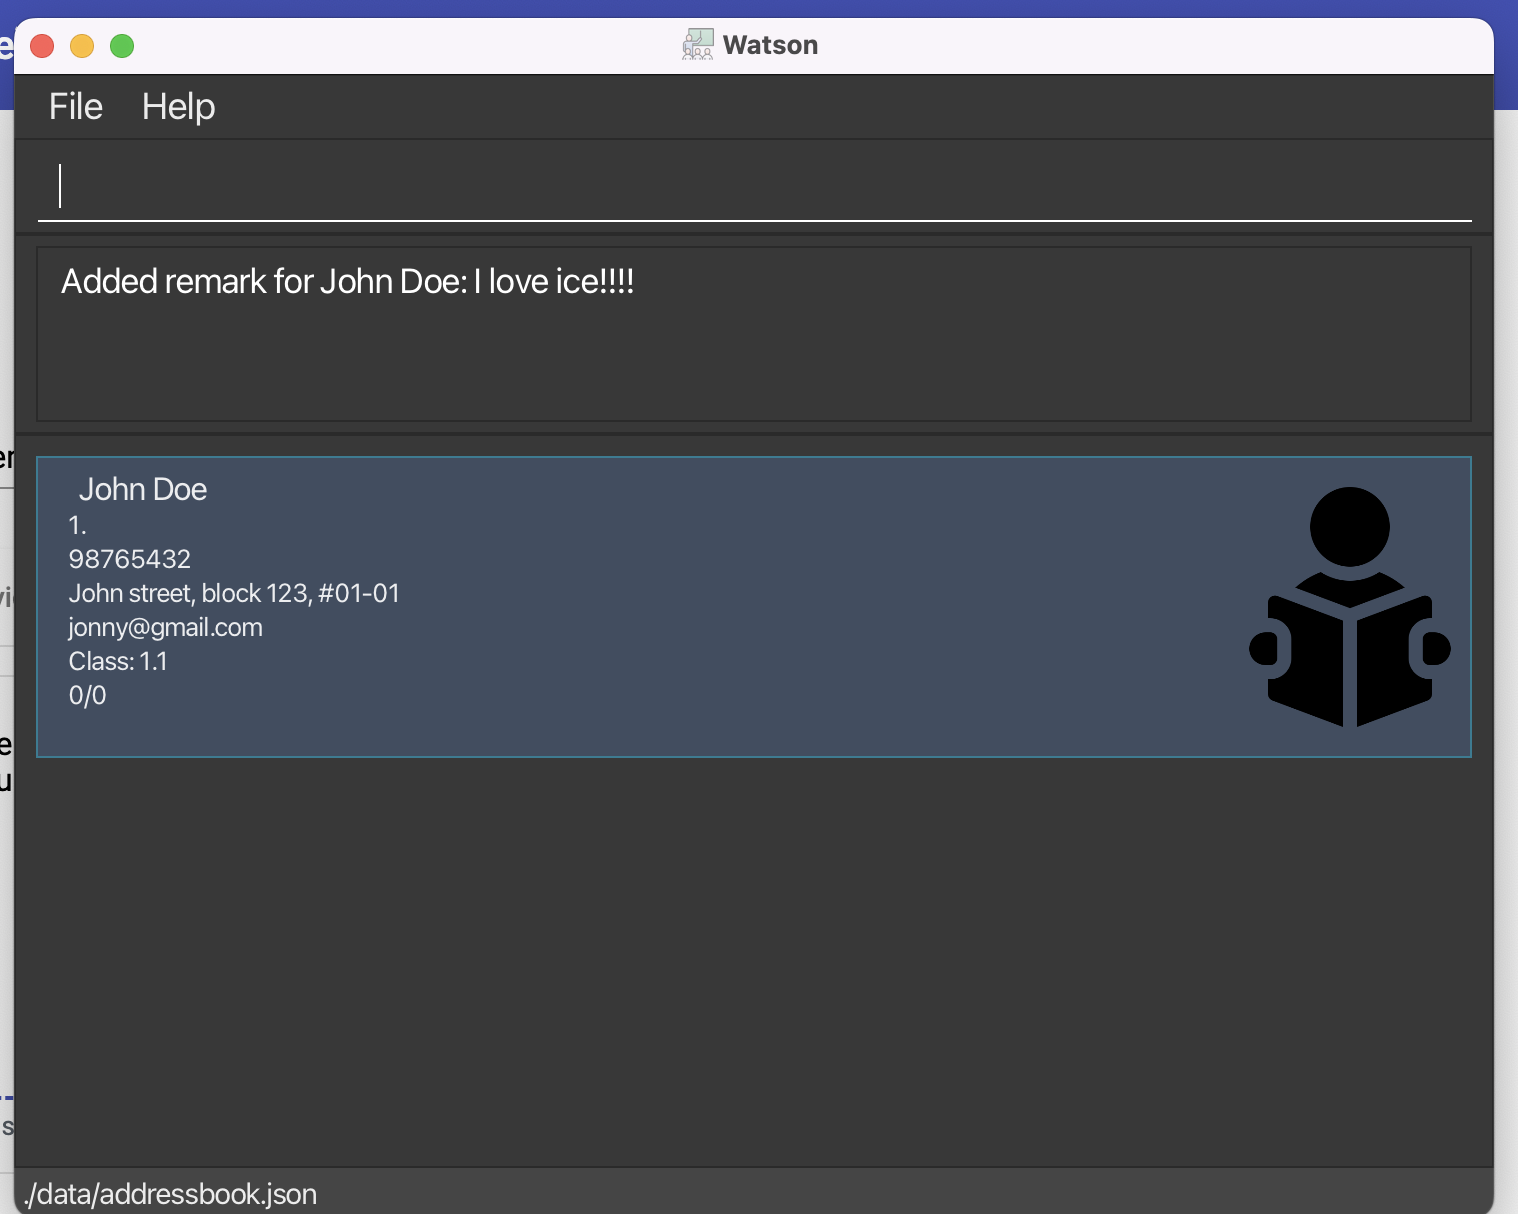 Watson
File Help
Added remark for John Doe: I love ice!!!!
John Doe
1.
98765432
John street, block 123, #01-01
jonny@gmail.com
Class: 1.1
0/0
./data/addressbook.json